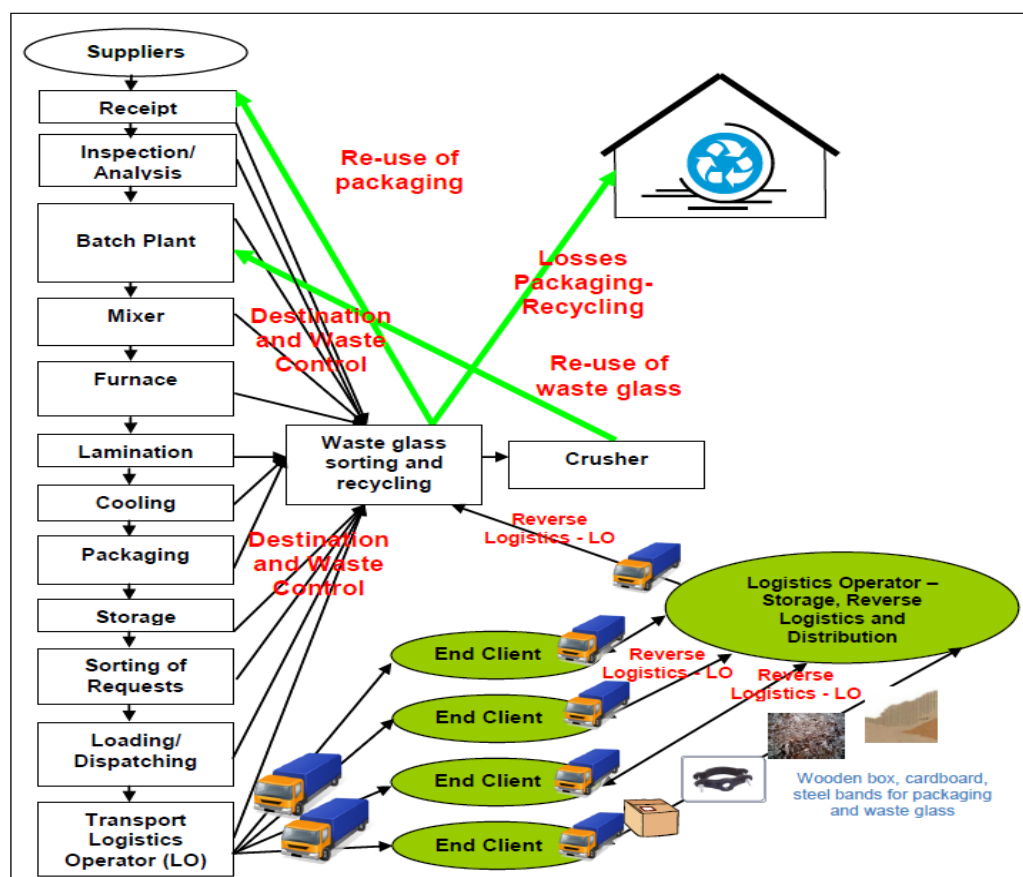 Suppliers
Receipt
Inspection/
Analysis
Batch Plant
Mixer
Furnace
Lamination
Cooling
Packaging
Storage
Sorting of
Requests
Loading/
Dispatching
Transport
Logistics
Operator (LO)
Re-use of
packaging
Losses
Packaging-
Recycling
Destination
and Waste
Control
Re-use of
waste glass
Waste glass
sorting and
recycling
Crusher
Destination
and Waste
Control
Reverse
Logistics - LO
Logistics Operator –
Storage, Reverse
Logistics and
Distribution
End Client
Reverse
Logistics - LO
Reverse
Logistics - LO
End Client
End Client
End Client
Wooden box, cardboard,
steel bands for packaging
and waste glass